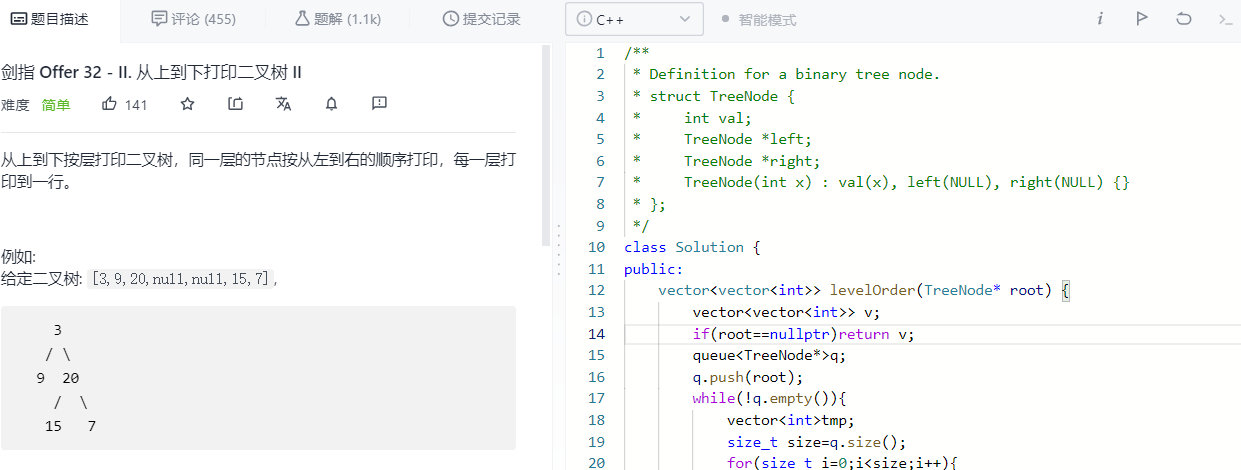 题目描述 评论 (455) 题解 (1.1k) 提交记录
剑指 Offer 32 - II. 从上到下打印二叉树 II
难度 简单 141
从上到下按层打印二叉树，同一层的节点按从左到右的顺序打印，每一层打
印到一行。
例如:
给定二叉树: [3,9,20,null,null,15,7],
3
/ \
9 20
/ \
15 7
i C++ 智能模式 i
1 /**
2 * Definition for a binary tree node.
3 * struct TreeNode {
4 * int val;
5 * TreeNode *left;
6 * TreeNode *right;
7 * TreeNode(int x) : val(x), left(NULL), right(NULL) {}
8 * };
9 */
10 class Solution {
11 public:
12 vector<vector<int>> levelOrder(TreeNode* root) {
13 vector<vector<int>> v;
14 if(root==nullptr)return v;
15 queue<TreeNode*>q;
16 q.push(root);
17 while(!q.empty()){
18 vector<int>tmp;
19 size_t size=q.size();
20 for(size_t i=0;i<size;i++){